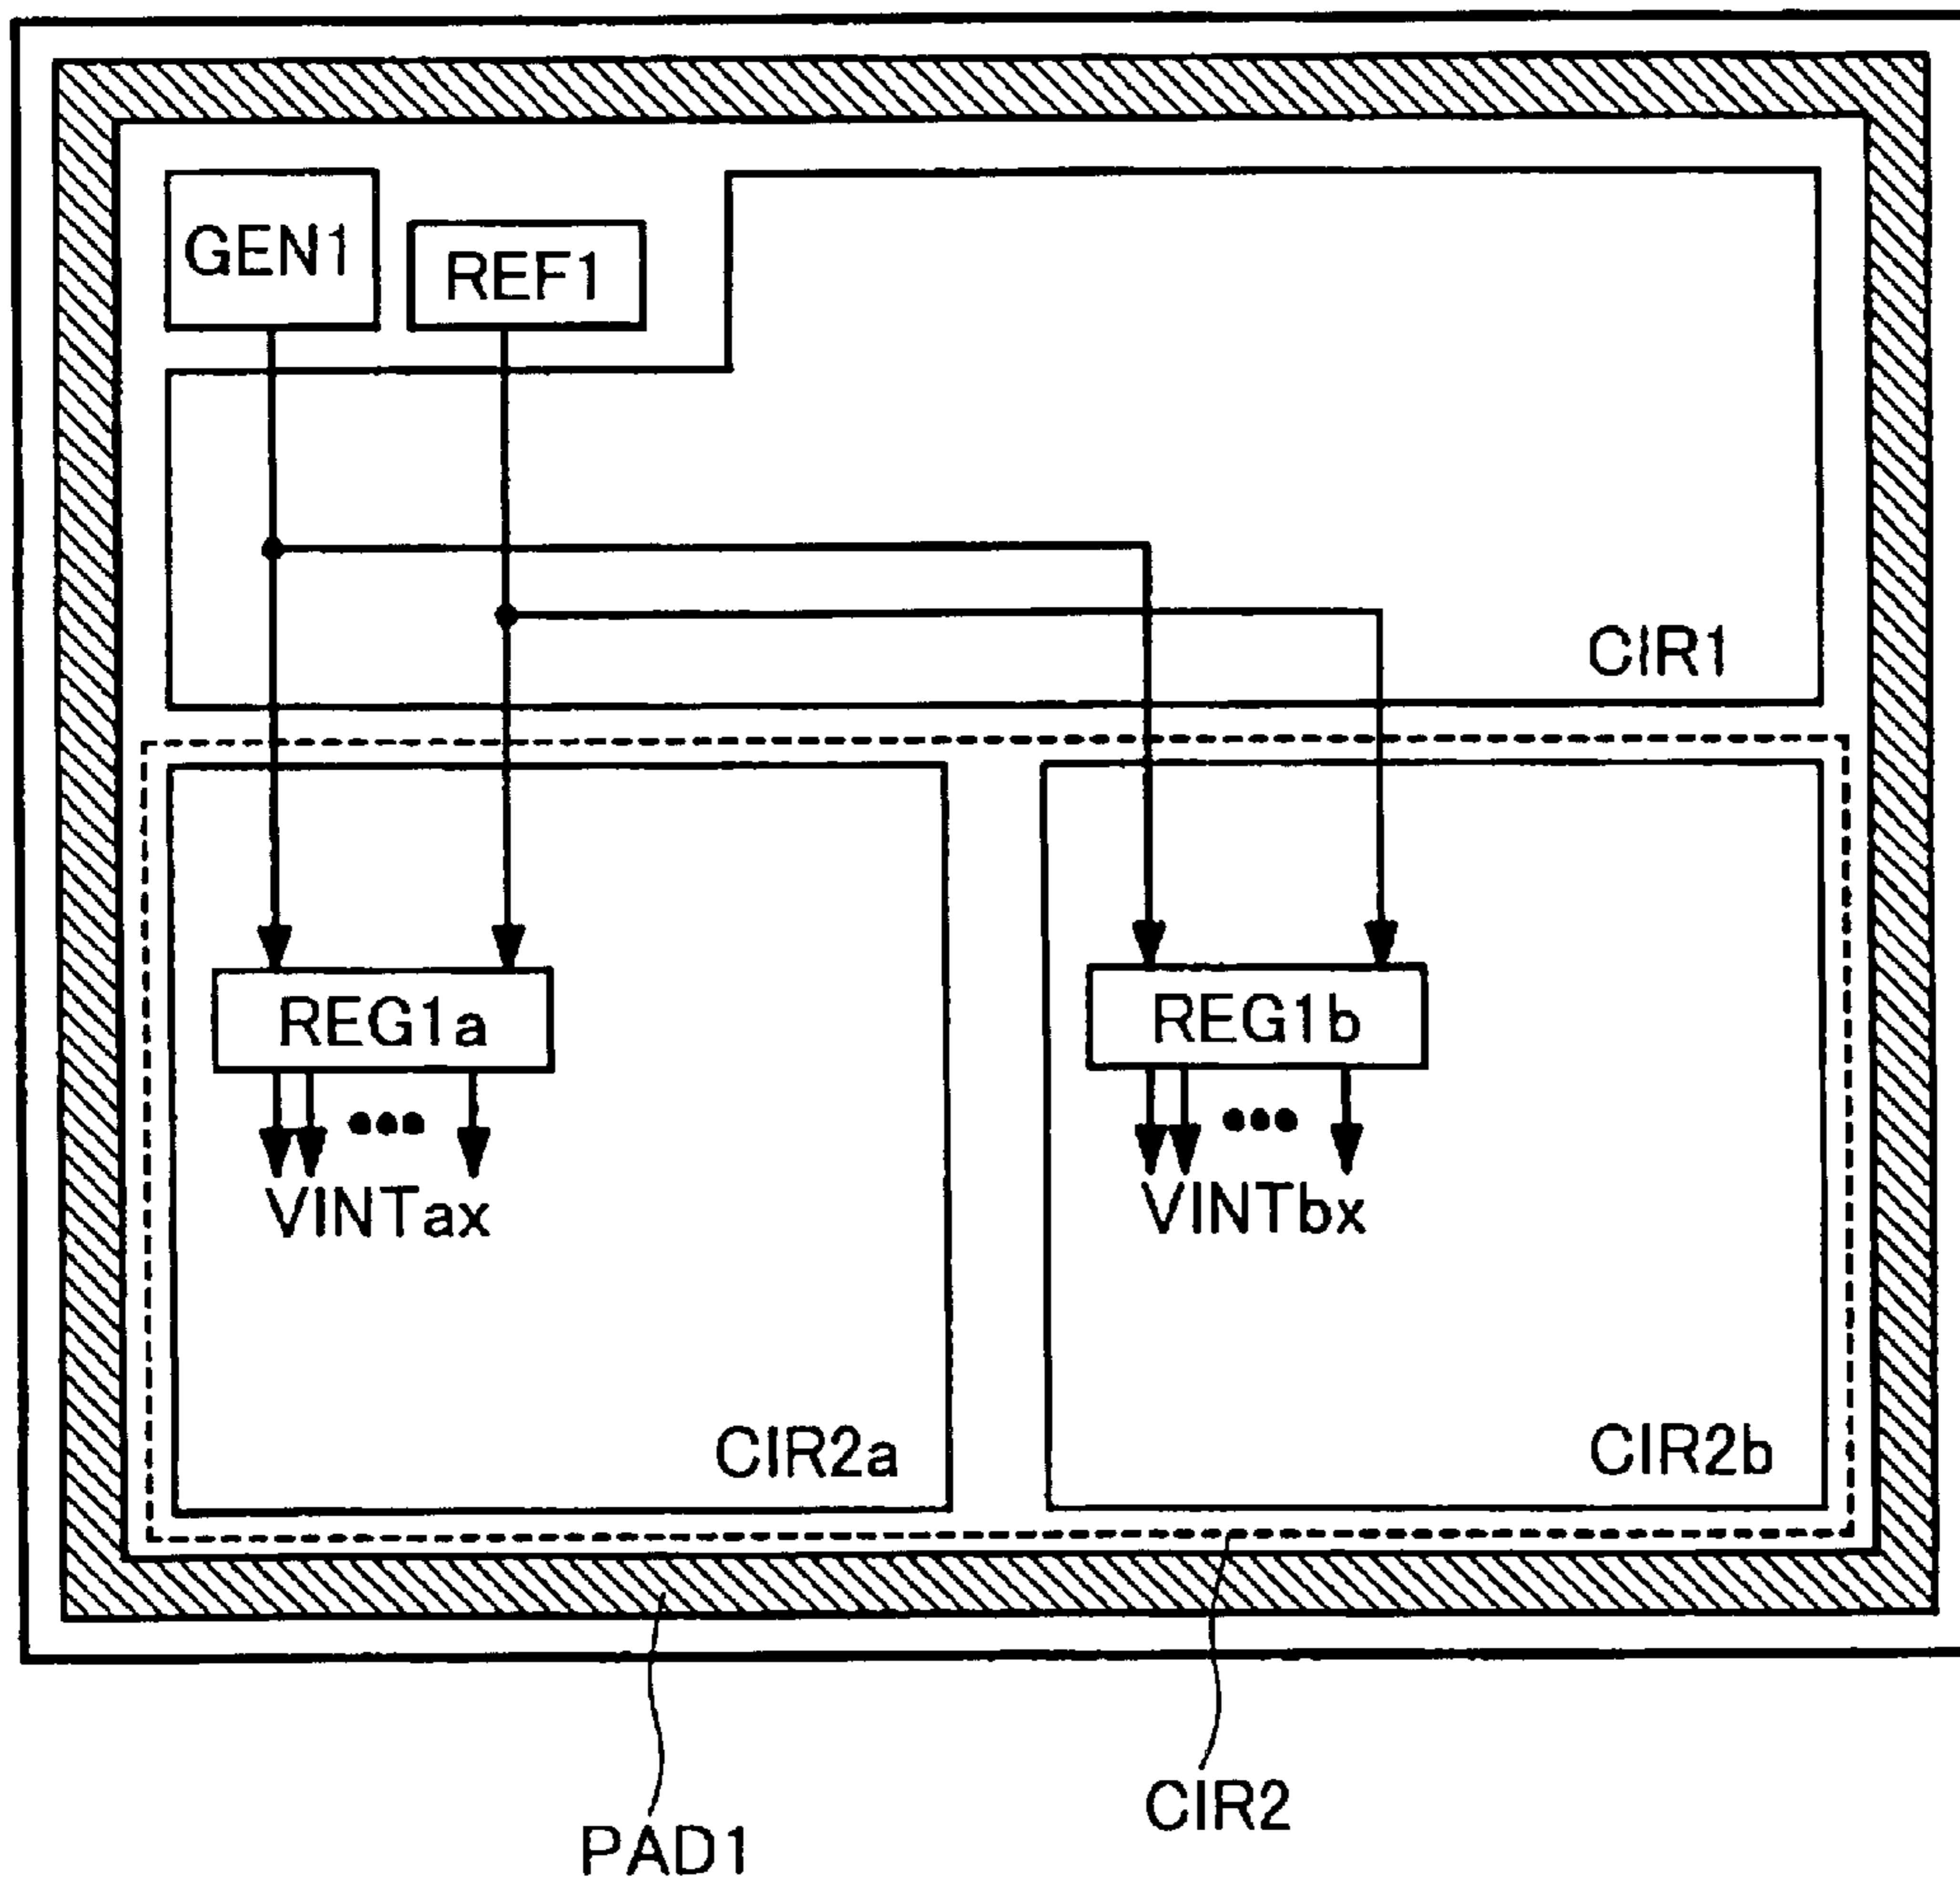 GEN1
REF1
CIR1
REG1a
REG1b
VINTax
VINTbx
CIR2a
CIR2b
CIR2
PAD1